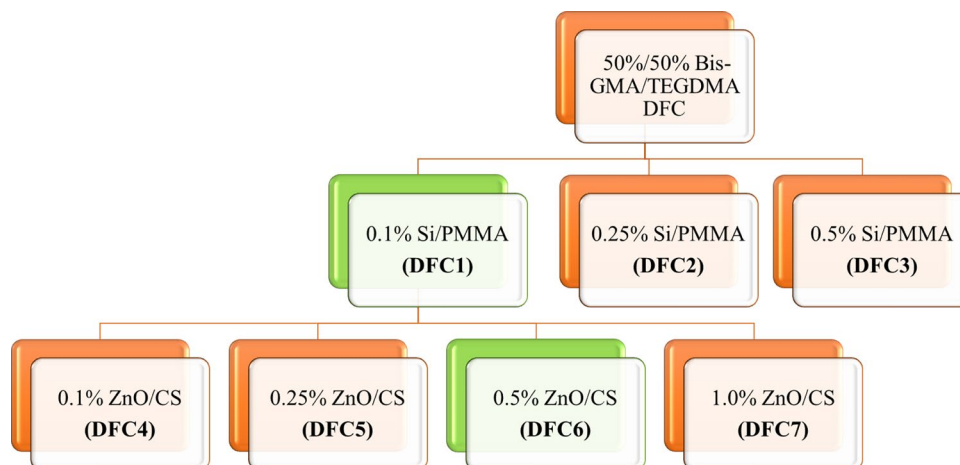 50%/50% Bis-
GMA/TEGDMA
DFC
0.1% Si/PMMA
(DFC1)
0.25% Si/PMMA
(DFC2)
0.5% Si/PMMA
(DFC3)
0.1% ZnO/CS
(DFC4)
0.25% ZnO/CS
(DFC5)
0.5% ZnO/CS
(DFC6)
1.0% ZnO/CS
(DFC7)